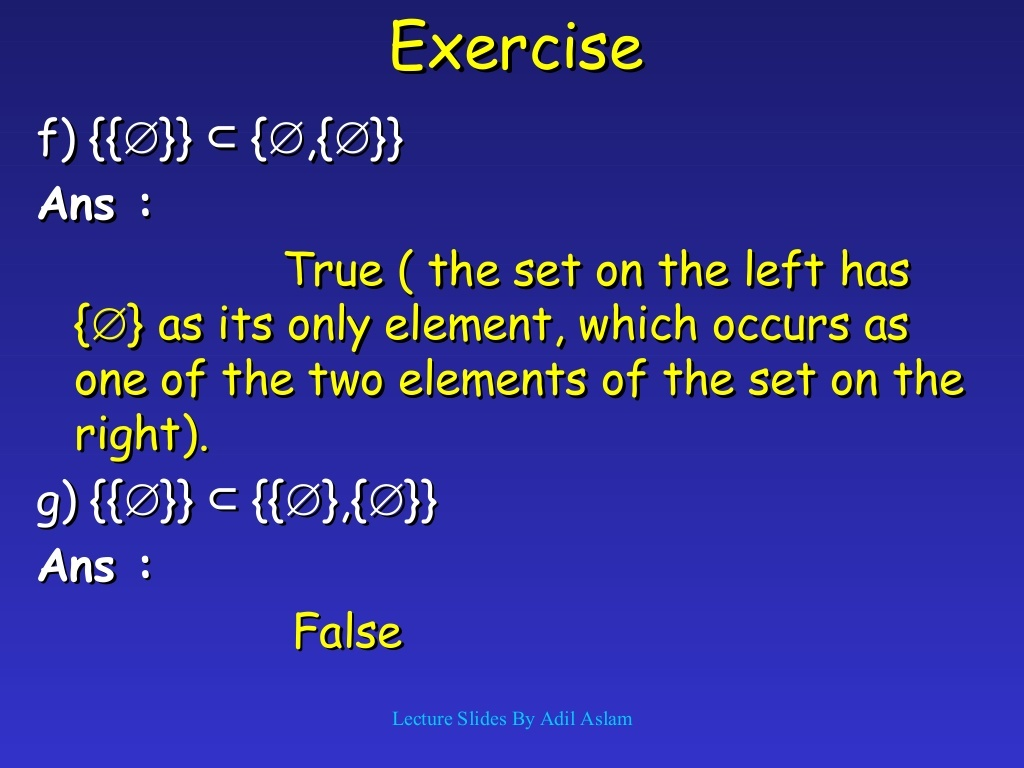 Exercise
f) {{∅}} ⊂ {∅,{∅}}
Ans :
True ( the set on the left has
{∅} as its only element, which occurs as
one of the two elements of the set on the
right).
g) {{∅}} ⊂ {{∅},{∅}}
Ans :
False
Lecture Slides By Adil Aslam